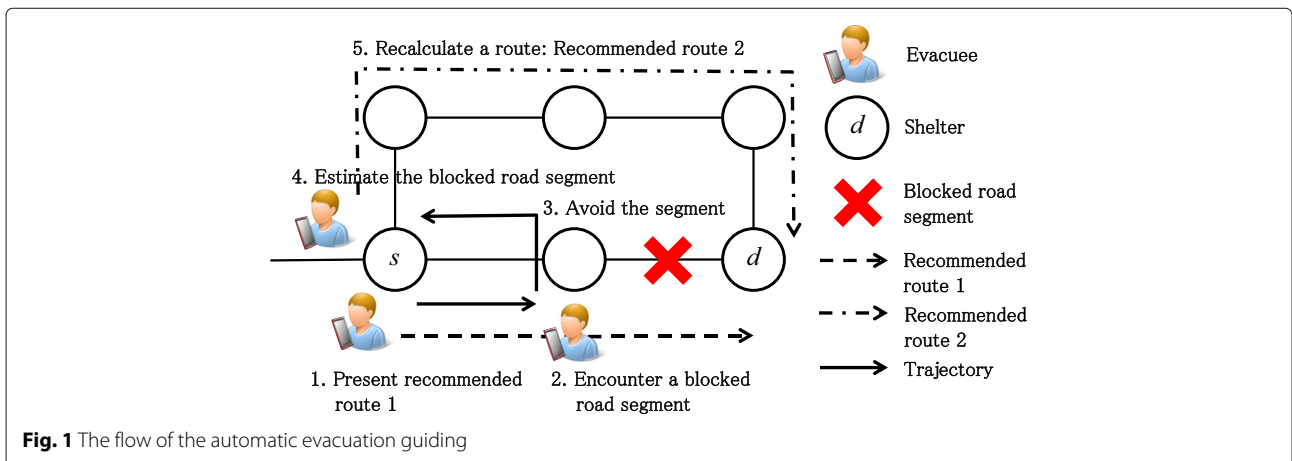 5. Recalculate a route: Recommended route 2
Evacuee
d
Shelter
4. Estimate the blocked road segment
3. Avoid the segment
Blocked road
segment
s
d
Recommended
route 1
Recommended
route 2
Trajectory
1. Present recommended
route 1
2. Encounter a blocked
road segment
Fig. 1 The flow of the automatic evacuation guiding